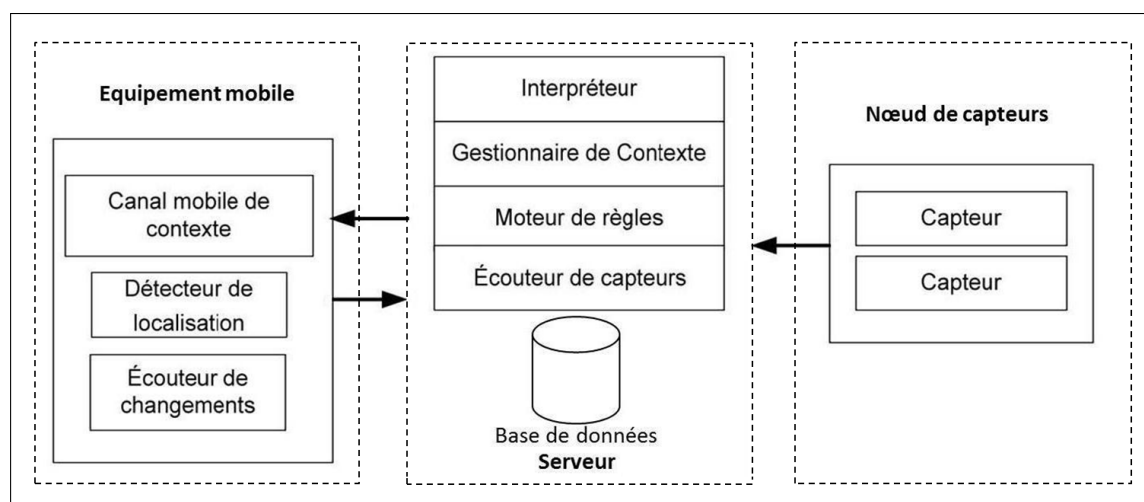 Equipement mobile
Canal mobile de
contexte
Détecteur de
localisation
Écouteur de
changements
Interpréteur
Gestionnaire de Contexte
Moteur de règles
Écouteur de capteurs
Base de données
Serveur
Nœud de capteurs
Capteur
Capteur